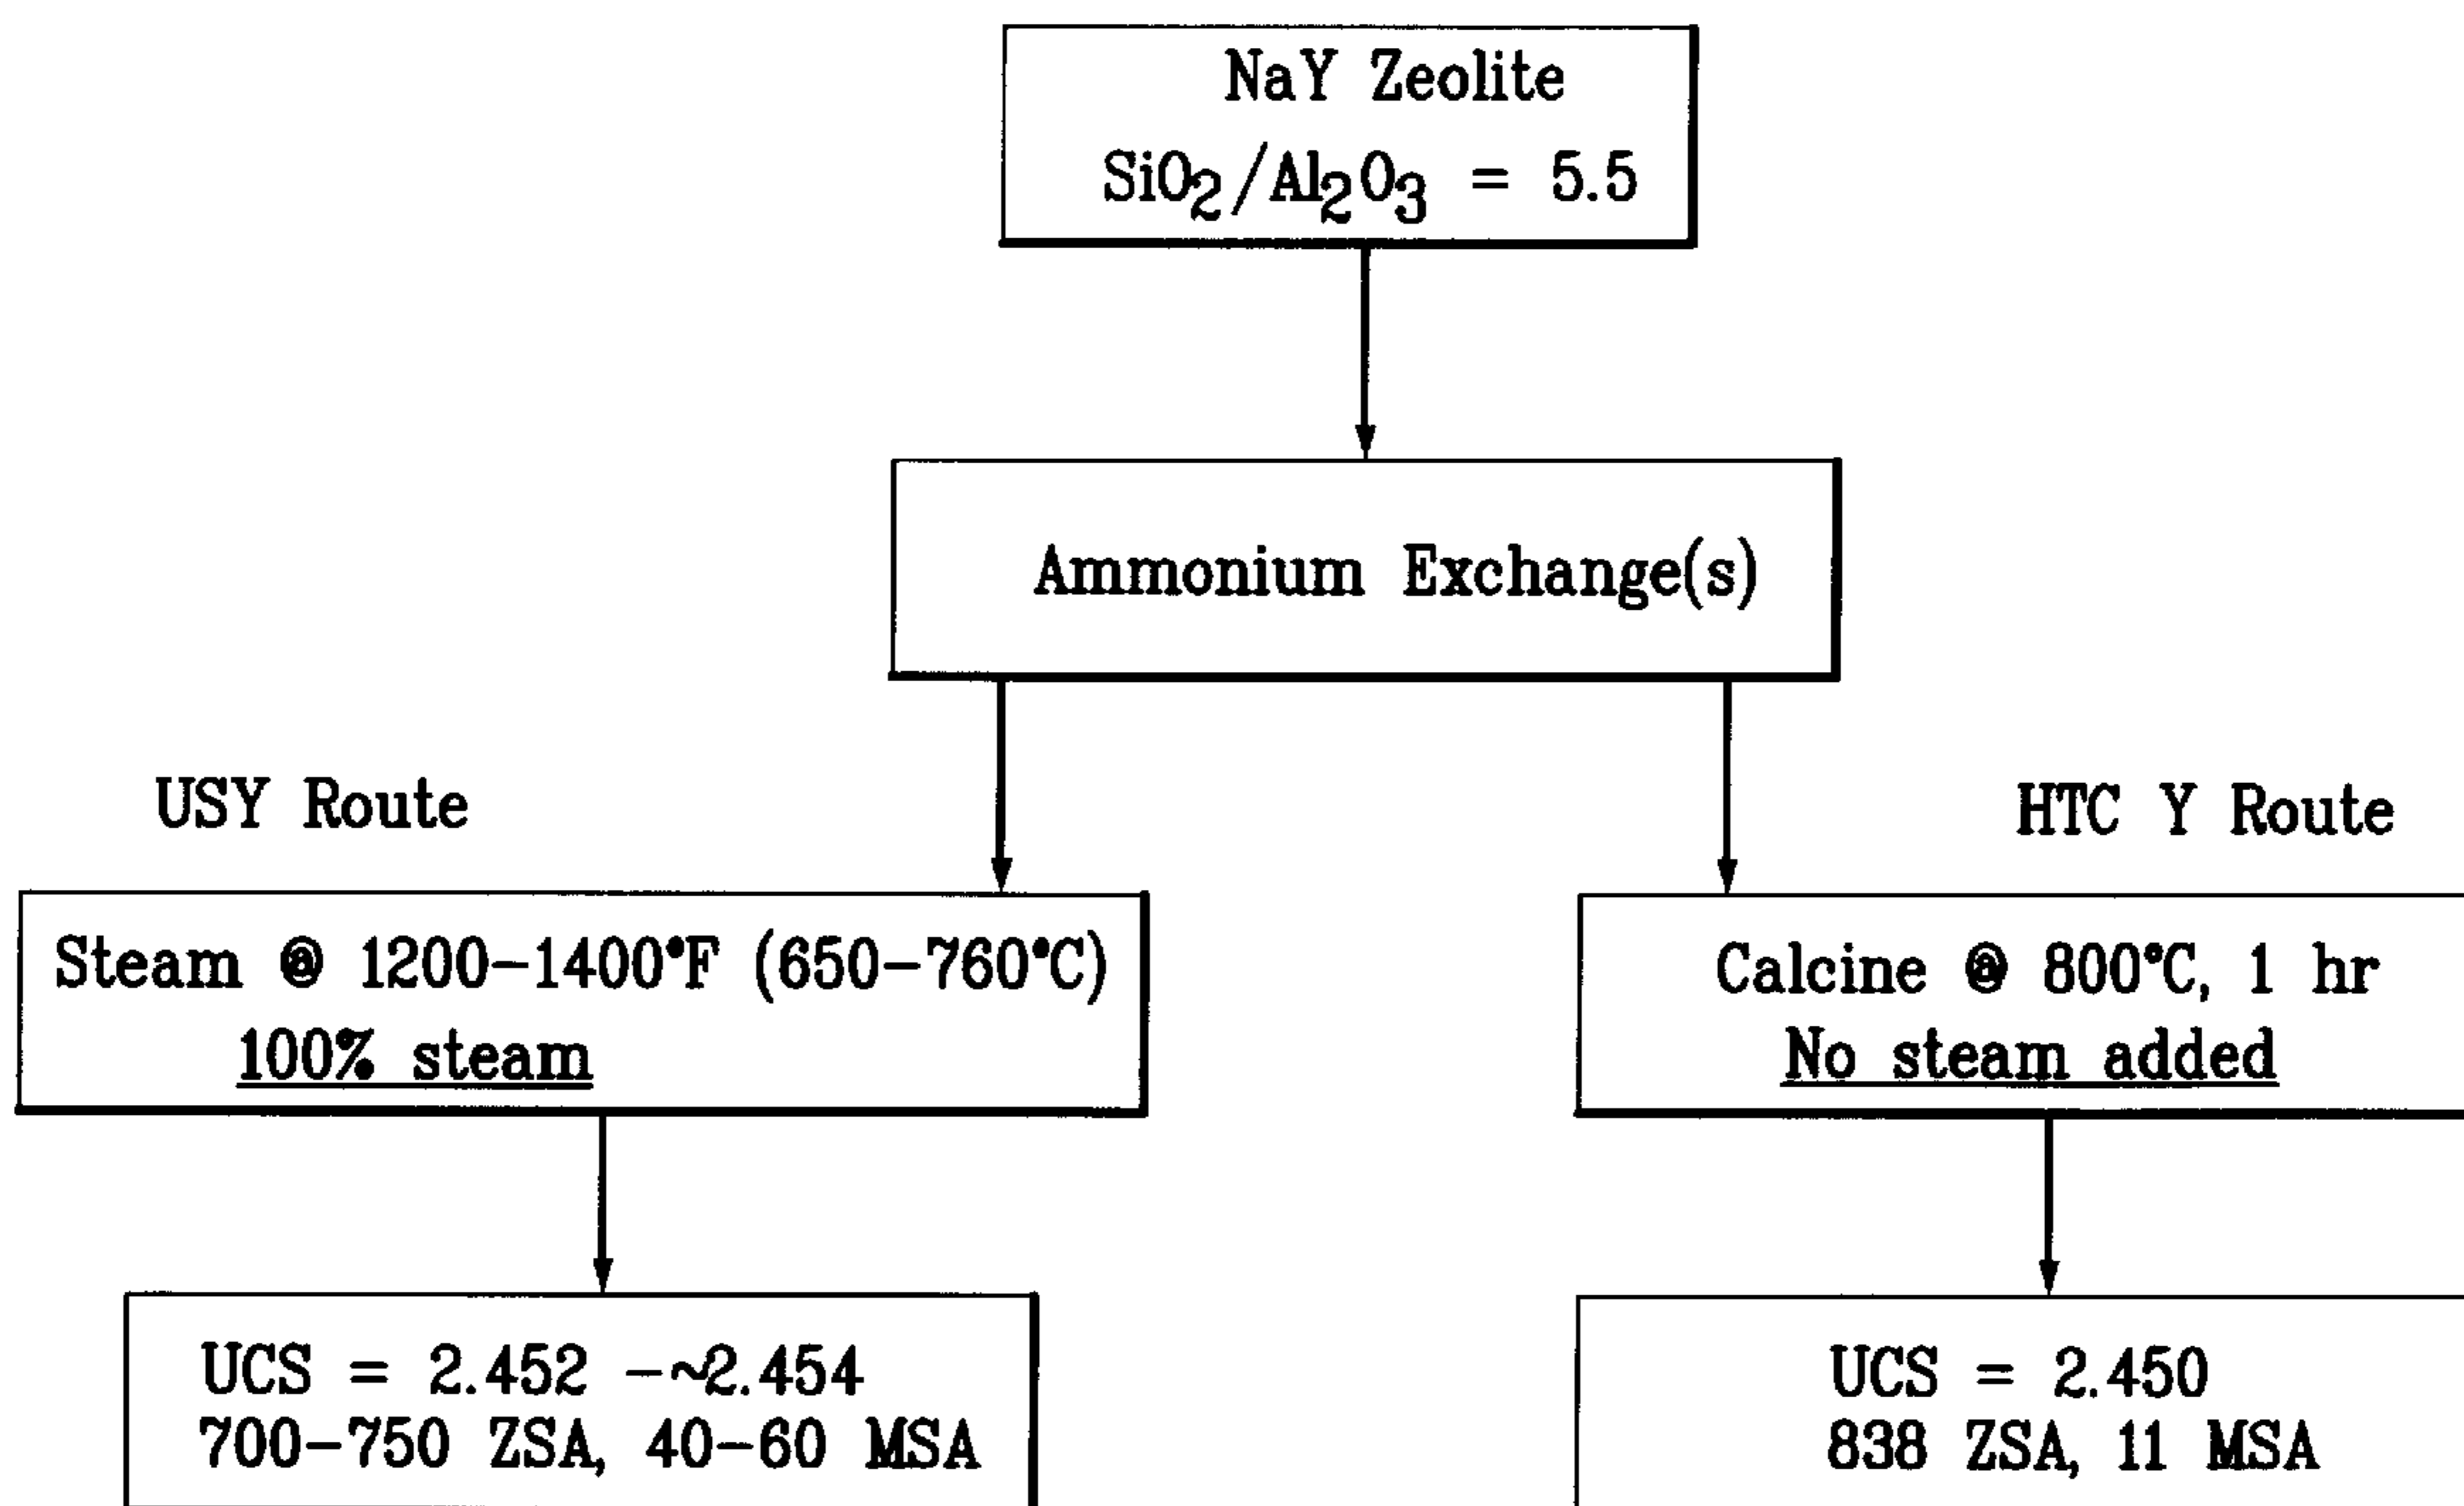 NaY Zeolite
SiO₂/Al₂O₃ = 5.5
Ammonium Exchange(s)
USY Route
HTC Y Route
Steam @ 1200-1400°F (650-760°C)
100% steam
Calcine @ 800°C, 1 hr
No steam added
UCS = 2.452 -~2.454
700-750 ZSA, 40-60 MSA
UCS = 2.450
838 ZSA, 11 MSA